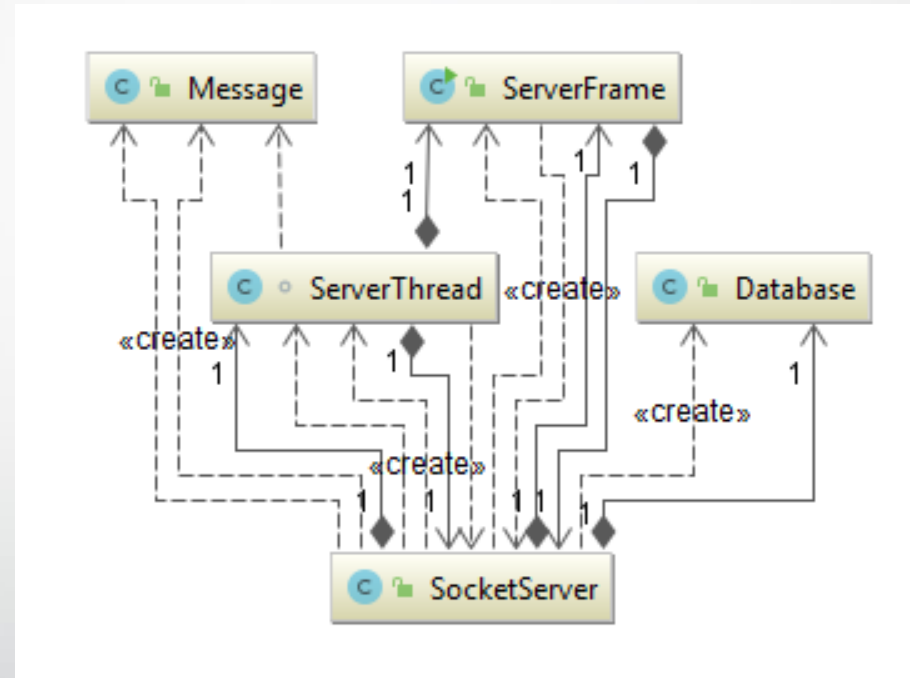 C Message
C ServerFrame
1
1
1
1
C ServerThread
«create»
C Database
«create»
1
1
1
«create»
«create»
1
1
1
1
1
C SocketServer